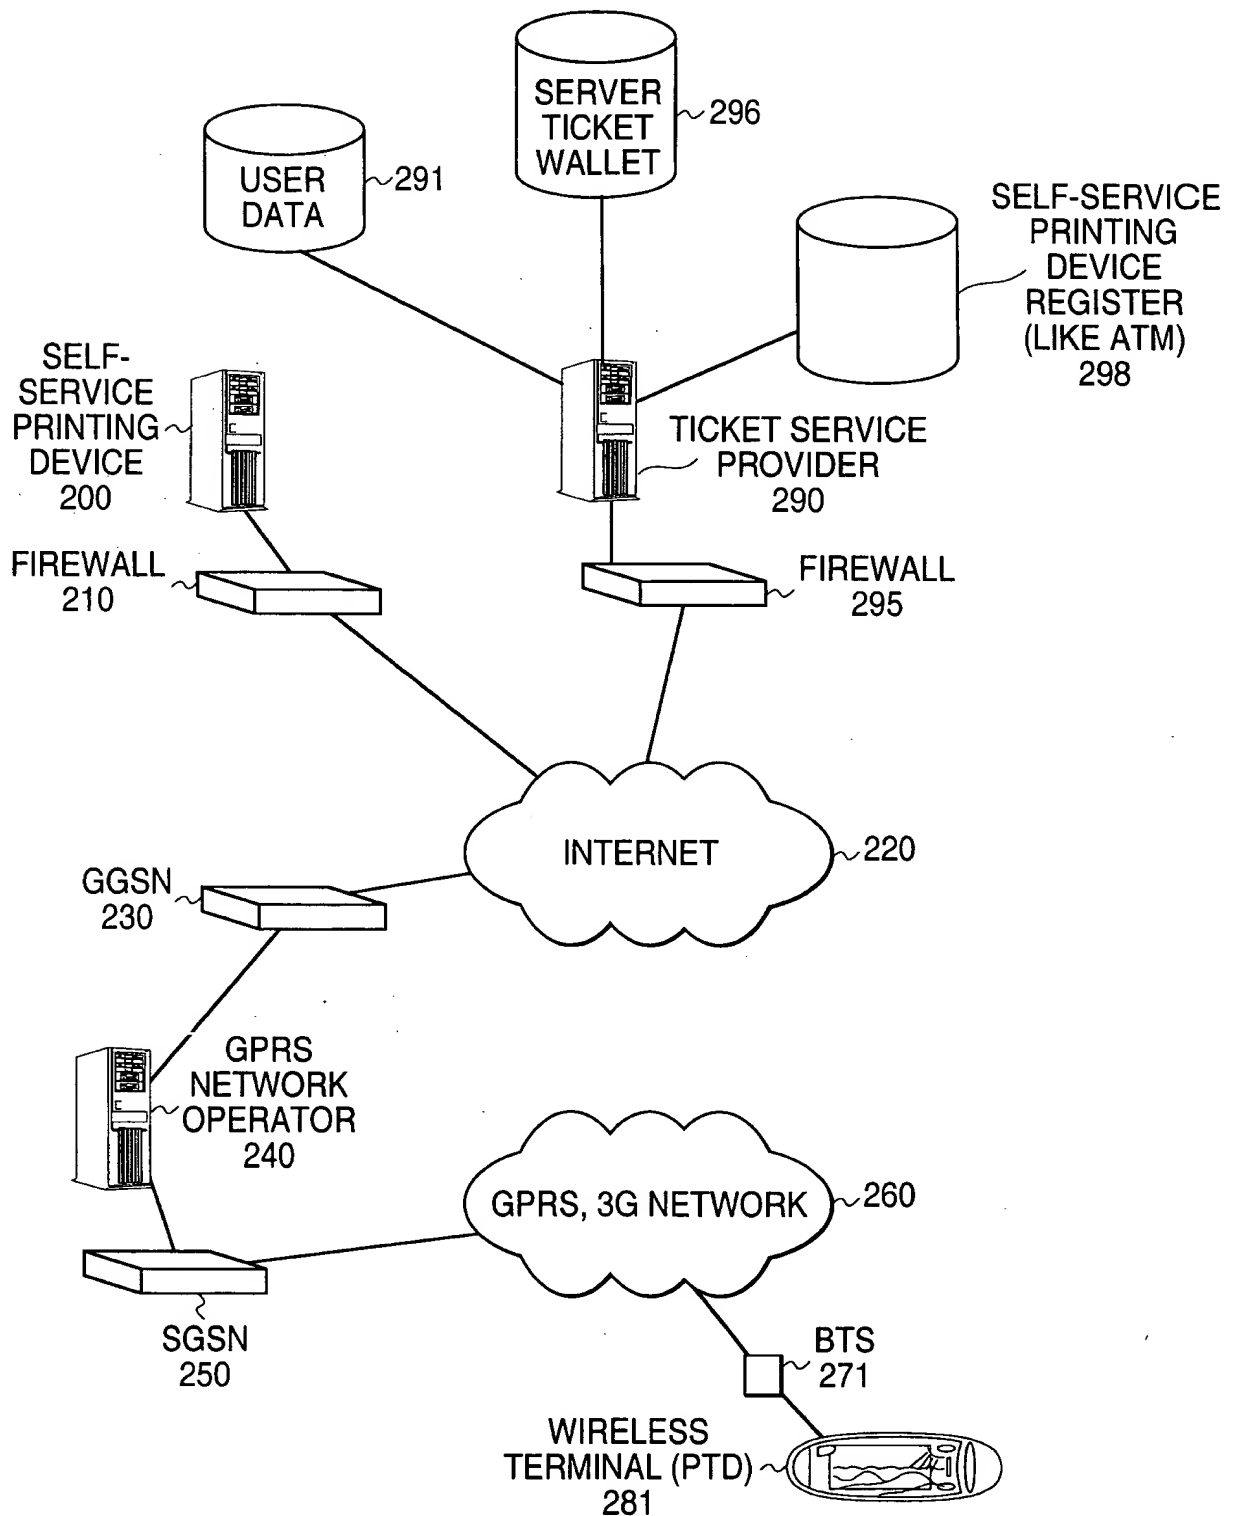 SERVER
TICKET
WALLET
296
USER
DATA
291
SELF-SERVICE
PRINTING
DEVICE
REGISTER
(LIKE ATM)
298
SELF-
SERVICE
PRINTING
DEVICE
200
TICKET SERVICE
PROVIDER
290
FIREWALL
210
FIREWALL
295
INTERNET
220
GGSN
230
GPRS
NETWORK
OPERATOR
240
GPRS, 3G NETWORK
260
SGSN
250
BTS
271
WIRELESS
TERMINAL (PTD)
281